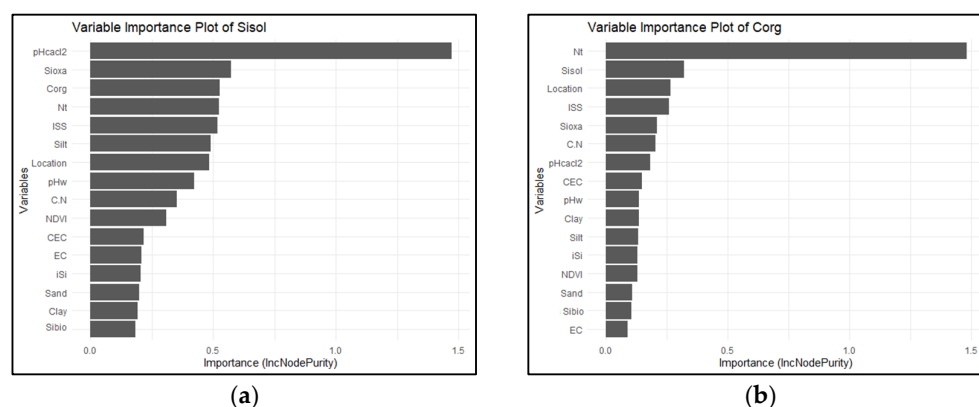 Variable Importance Plot of Sisol
pHcacl2
Sioxa
Corg
Nt
ISS
Silt
Location
pHw
C.N
NDVI
CEC
EC
iSi
Sand
Clay
Sibio
Variables
0.0 0.5 1.0 1.5
Importance (IncNodePurity)
(a)
Variable Importance Plot of Corg
Nt
Sisol
Location
ISS
Sioxa
C.N
pHcacl2
CEC
pHw
Clay
Silt
iSi
NDVI
Sand
Sibio
EC
Variables
0.0 0.5 1.0 1.5
Importance (IncNodePurity)
(b)